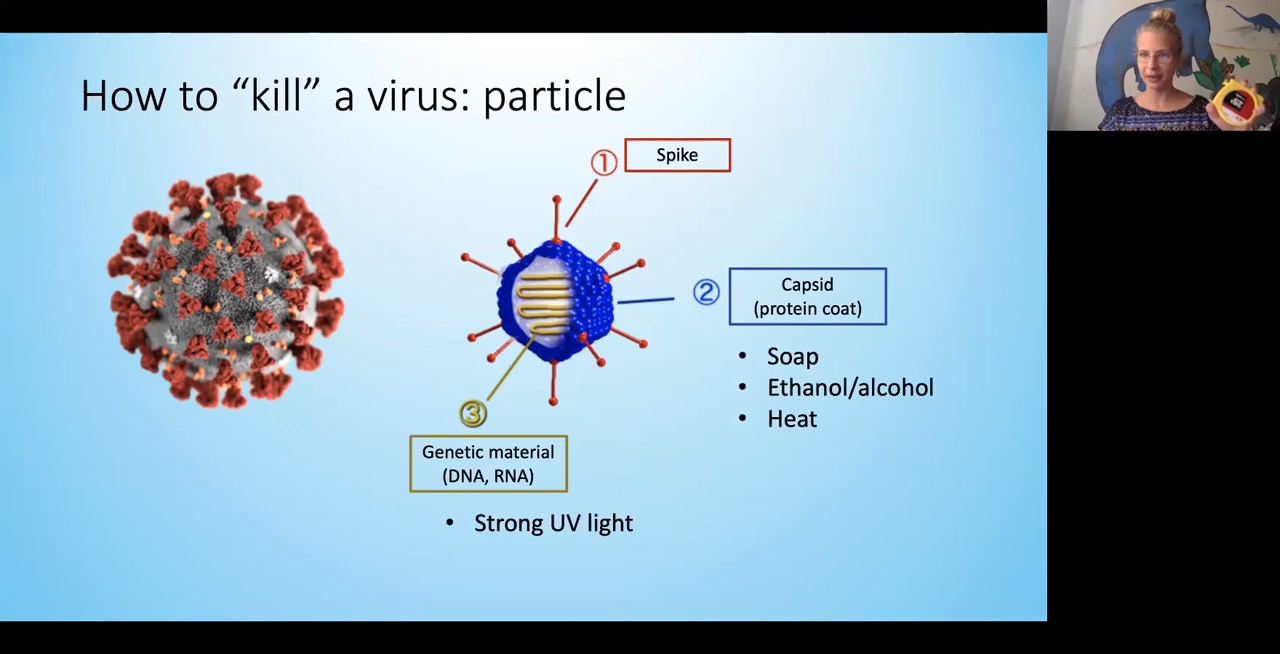 How to “kill” a virus: particle
① Spike
② Capsid
(protein coat)
• Soap
• Ethanol/alcohol
• Heat
③
Genetic material
(DNA, RNA)
• Strong UV light